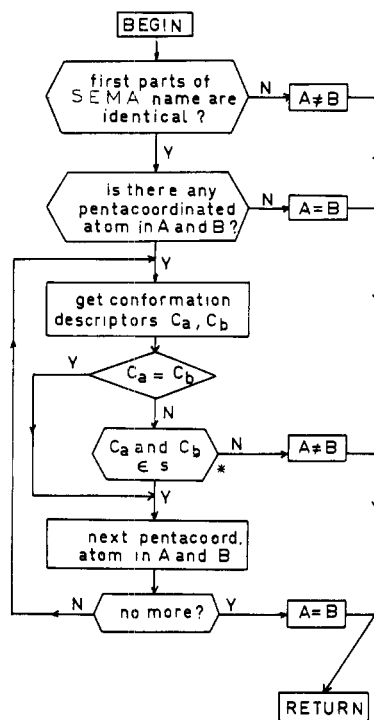 BEGIN
first parts of
SEMA name are
identical ?
N
A≠B
Y
is there any
pentacoordinated
atom in A and B?
N
A=B
Y
get conformation
descriptors Ca, Cb
Y
Ca = Cb
N
Ca and Cb
∈ s
*
N
A≠B
Y
next pentacoord.
atom in A and B
N
no more?
Y
A=B
RETURN